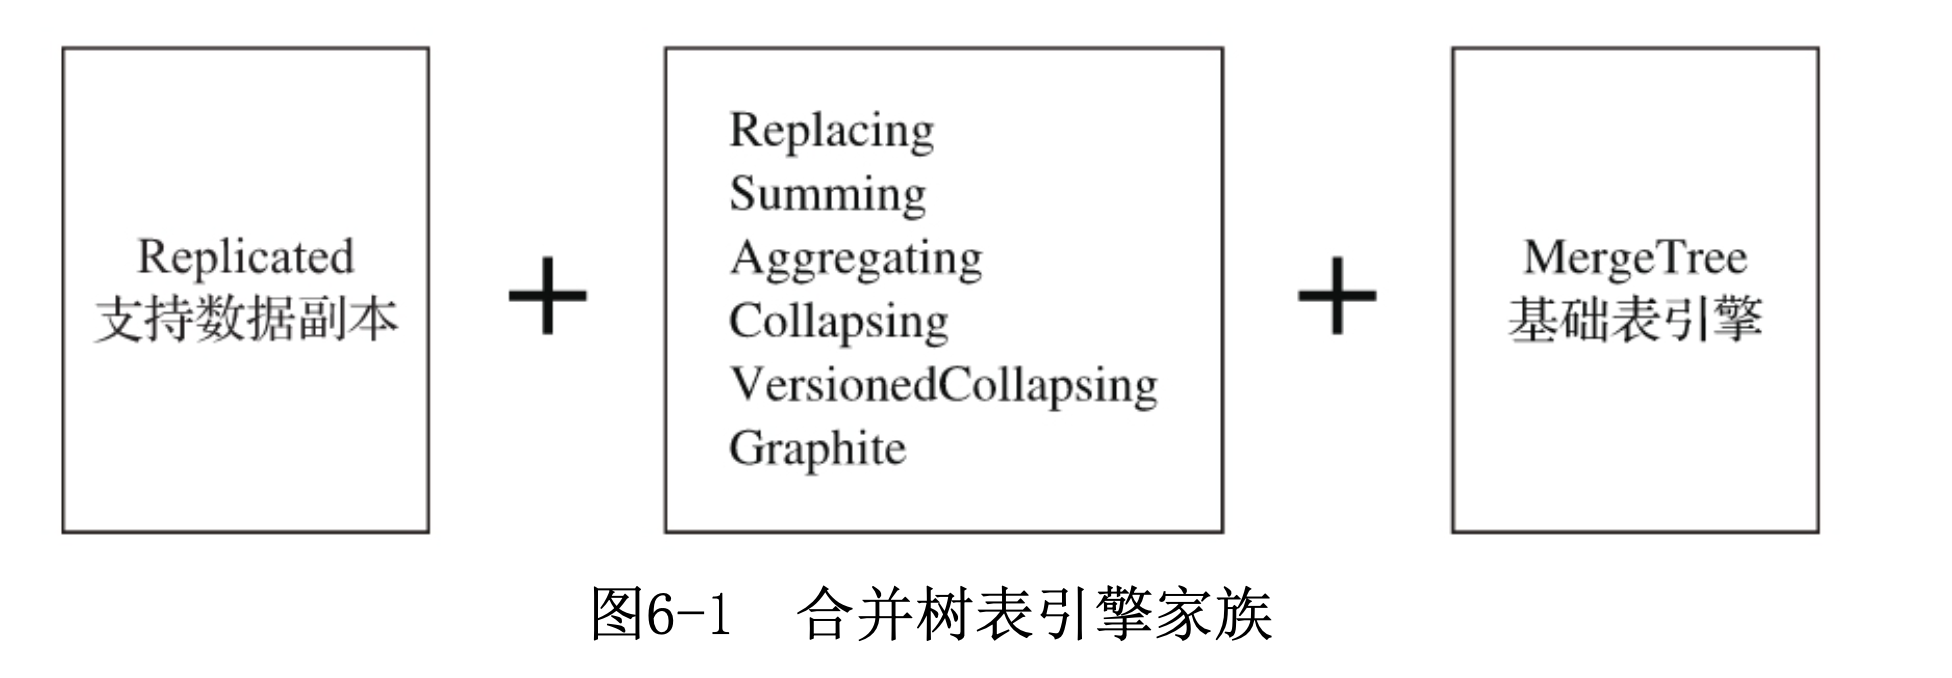 Replicated
支持数据副本
+
Replacing
Summing
Aggregating
Collapsing
VersionedCollapsing
Graphite
+
MergeTree
基础表引擎
图6-1 合并树表引擎家族